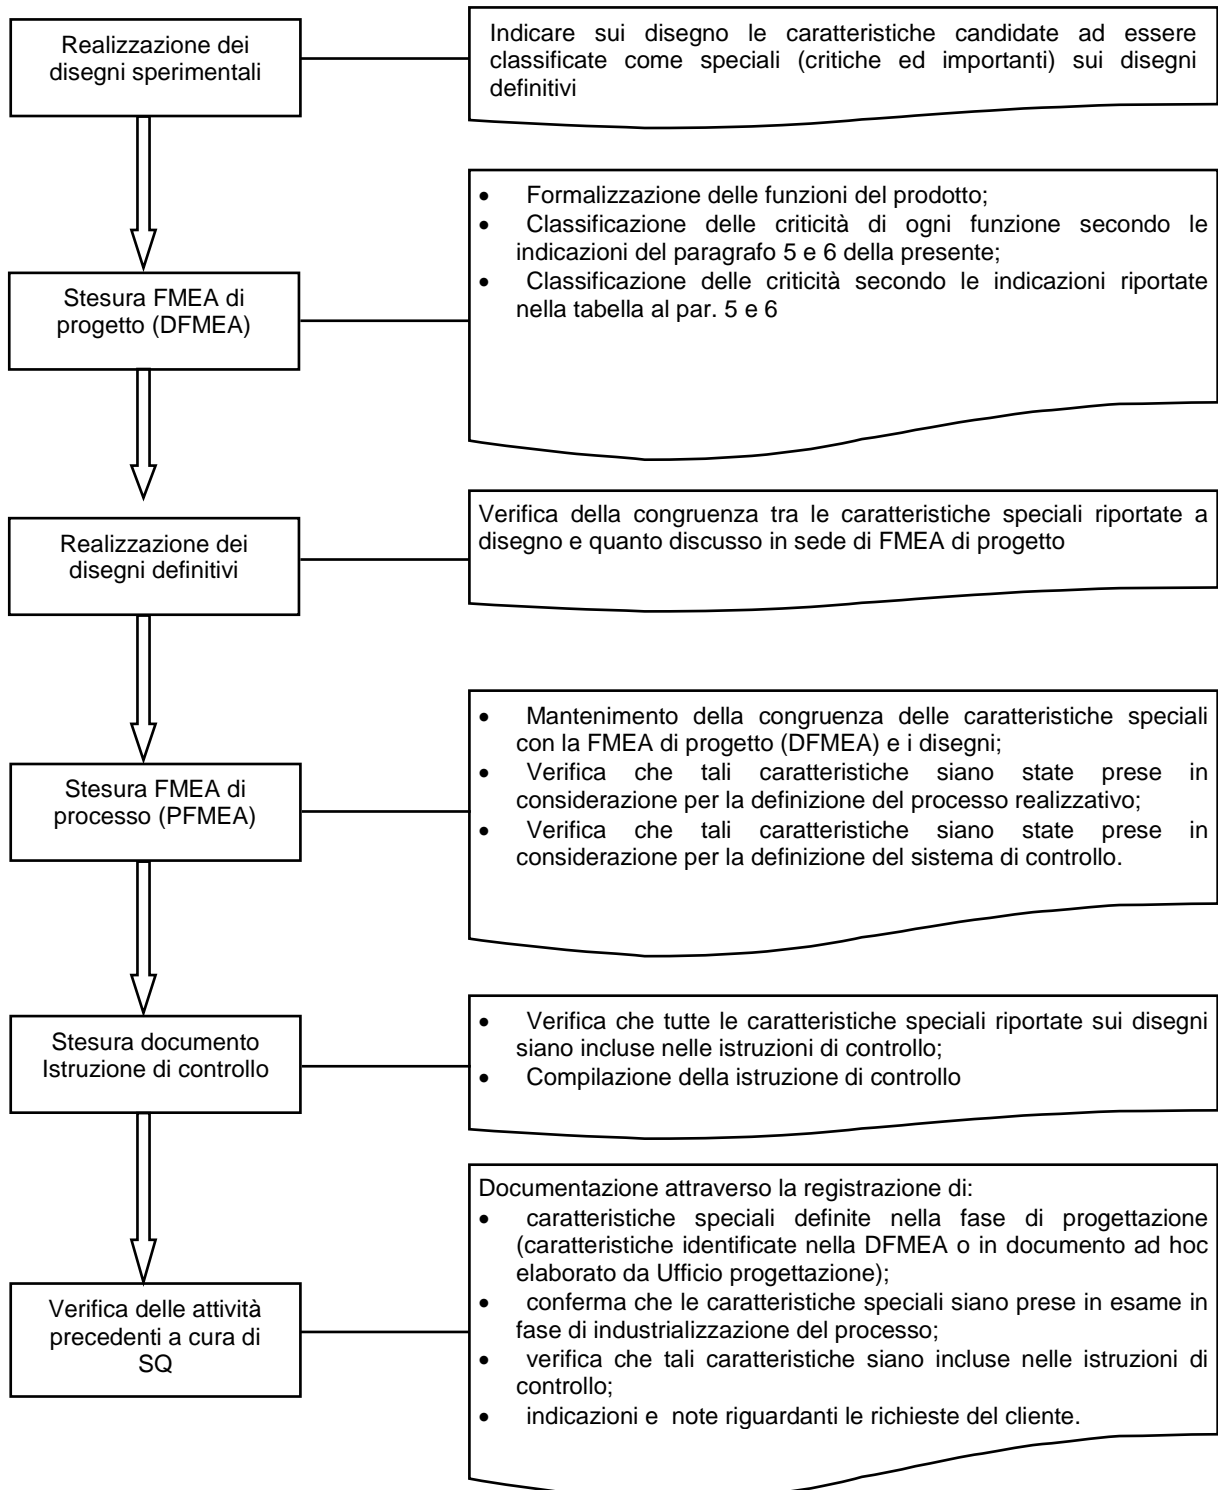 Realizzazione dei
disegni sperimentali
Indicare sui disegno le caratteristiche candidate ad essere
classificate come speciali (critiche ed importanti) sui disegni
definitivi
Stesura FMEA di
progetto (DFMEA)
• Formalizzazione delle funzioni del prodotto;
• Classificazione delle criticità di ogni funzione secondo le
indicazioni del paragrafo 5 e 6 della presente;
• Classificazione delle criticità secondo le indicazioni riportate
nella tabella al par. 5 e 6
Realizzazione dei
disegni definitivi
Verifica della congruenza tra le caratteristiche speciali riportate a
disegno e quanto discusso in sede di FMEA di progetto
Stesura FMEA di
processo (PFMEA)
• Mantenimento della congruenza delle caratteristiche speciali
con la FMEA di progetto (DFMEA) e i disegni;
• Verifica che tali caratteristiche siano state prese in
considerazione per la definizione del processo realizzativo;
• Verifica che tali caratteristiche siano state prese in
considerazione per la definizione del sistema di controllo.
Stesura documento
Istruzione di controllo
• Verifica che tutte le caratteristiche speciali riportate sui disegni
siano incluse nelle istruzioni di controllo;
• Compilazione della istruzione di controllo
Verifica delle attività
precedenti a cura di
SQ
Documentazione attraverso la registrazione di:
• caratteristiche speciali definite nella fase di progettazione
(caratteristiche identificate nella DFMEA o in documento ad hoc
elaborato da Ufficio progettazione);
• conferma che le caratteristiche speciali siano prese in esame in
fase di industrializzazione del processo;
• verifica che tali caratteristiche siano incluse nelle istruzioni di
controllo;
• indicazioni e note riguardanti le richieste del cliente.